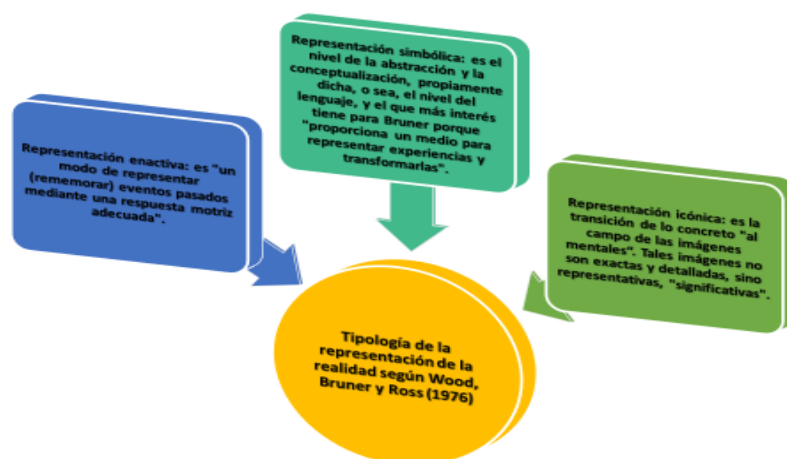 Representación enactiva: es "un
modo de representar
(rememorar) eventos pasados
mediante una respuesta motriz
adecuada".
Representación simbólica: es el
nivel de la abstracción y la
conceptualización, propiamente
dicha, o sea, el nivel del
lenguaje, y el que más interés
tiene para Bruner porque
"proporciona un medio para
representar experiencias y
transformarlas".
Representación icónica: es la
transición de lo concreto "al
campo de las imágenes
mentales". Tales imágenes no
son exactas y detalladas, sino
representativas, "significativas".
Tipología de la
representación de la
realidad según Wood,
Bruner y Ross (1976)